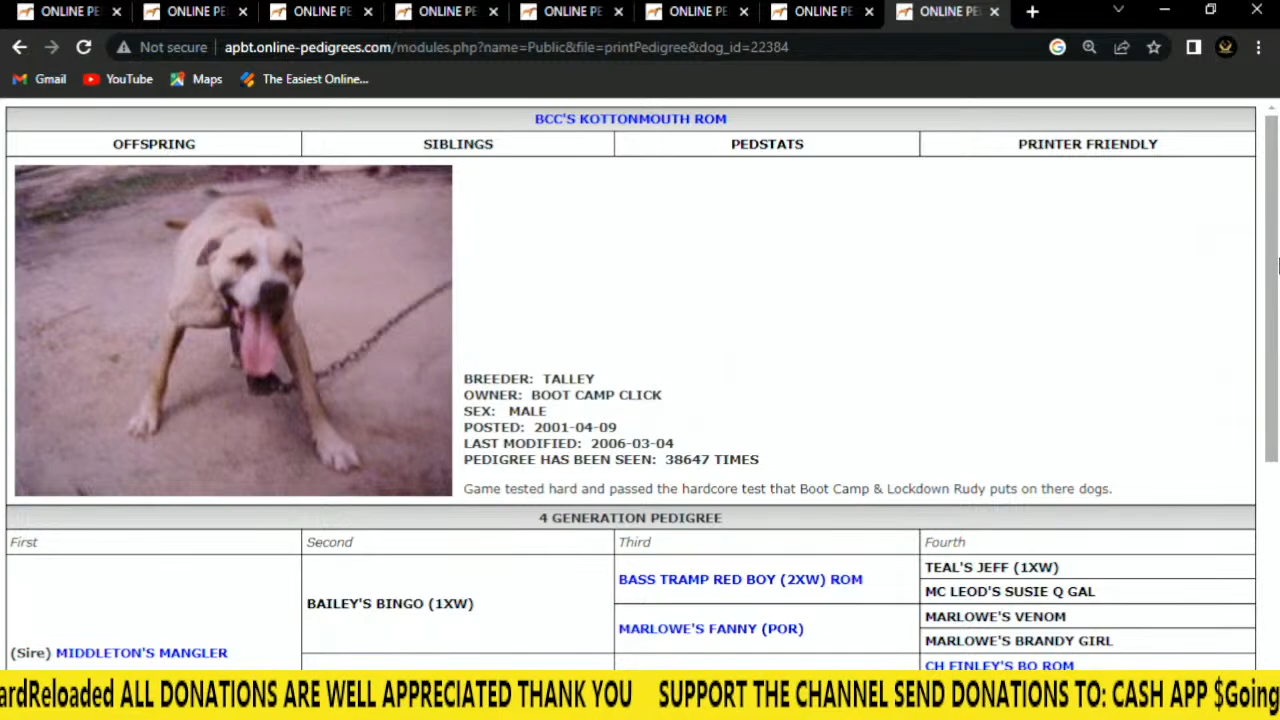 ONLINE PE ONLINE PE ONLINE PE ONLINE PE ONLINE PE ONLINE PE ONLINE PE ONLINE PE
Not secure apbt.online-pedigrees.com/modules.php?name=Public&file=printPedigree&dog_id=22384
Gmail YouTube Maps The Easiest Online...
BCC'S KOTTONMOUTH ROM
OFFSPRING SIBLINGS PEDSTATS PRINTER FRIENDLY
BREEDER: TALLEY
OWNER: BOOT CAMP CLICK
SEX: MALE
POSTED: 2001-04-09
LAST MODIFIED: 2006-03-04
PEDIGREE HAS BEEN SEEN: 38647 TIMES
Game tested hard and passed the hardcore test that Boot Camp & Lockdown Rudy puts on there dogs.
4 GENERATION PEDIGREE
First Second Third Fourth
(Sire) MIDDLETON'S MANGLER
BAILEY'S BINGO (1XW)
BASS TRAMP RED BOY (2XW) ROM
MARLOWE'S FANNY (POR)
TEAL'S JEFF (1XW)
MC LEOD'S SUSIE Q GAL
MARLOWE'S VENOM
MARLOWE'S BRANDY GIRL
CH FINLEY'S BO ROM
ardReloaded ALL DONATIONS ARE WELL APPRECIATED THANK YOU SUPPORT THE CHANNEL SEND DONATIONS TO: CASH APP $Going